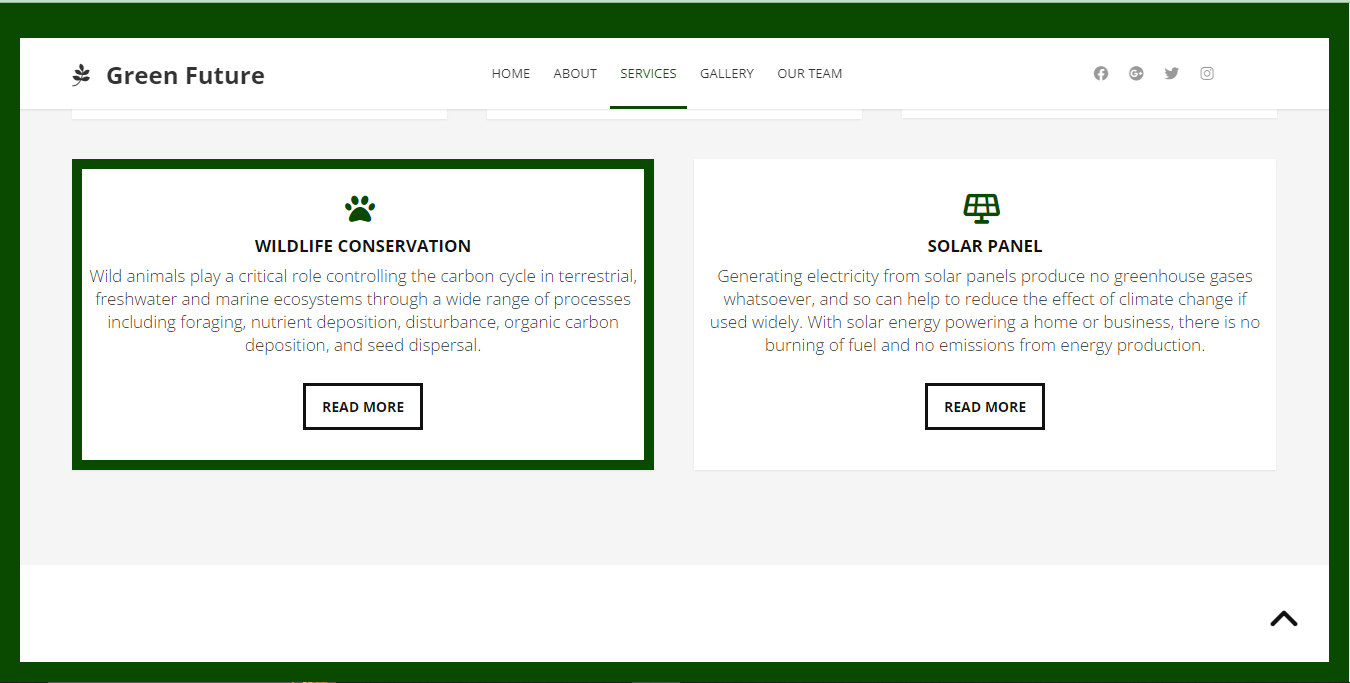 Green Future
HOME ABOUT SERVICES GALLERY OUR TEAM
WILDLIFE CONSERVATION
Wild animals play a critical role controlling the carbon cycle in terrestrial,
freshwater and marine ecosystems through a wide range of processes
including foraging, nutrient deposition, disturbance, organic carbon
deposition, and seed dispersal.
READ MORE
SOLAR PANEL
Generating electricity from solar panels produce no greenhouse gases
whatsoever, and so can help to reduce the effect of climate change if
used widely. With solar energy powering a home or business, there is no
burning of fuel and no emissions from energy production.
READ MORE